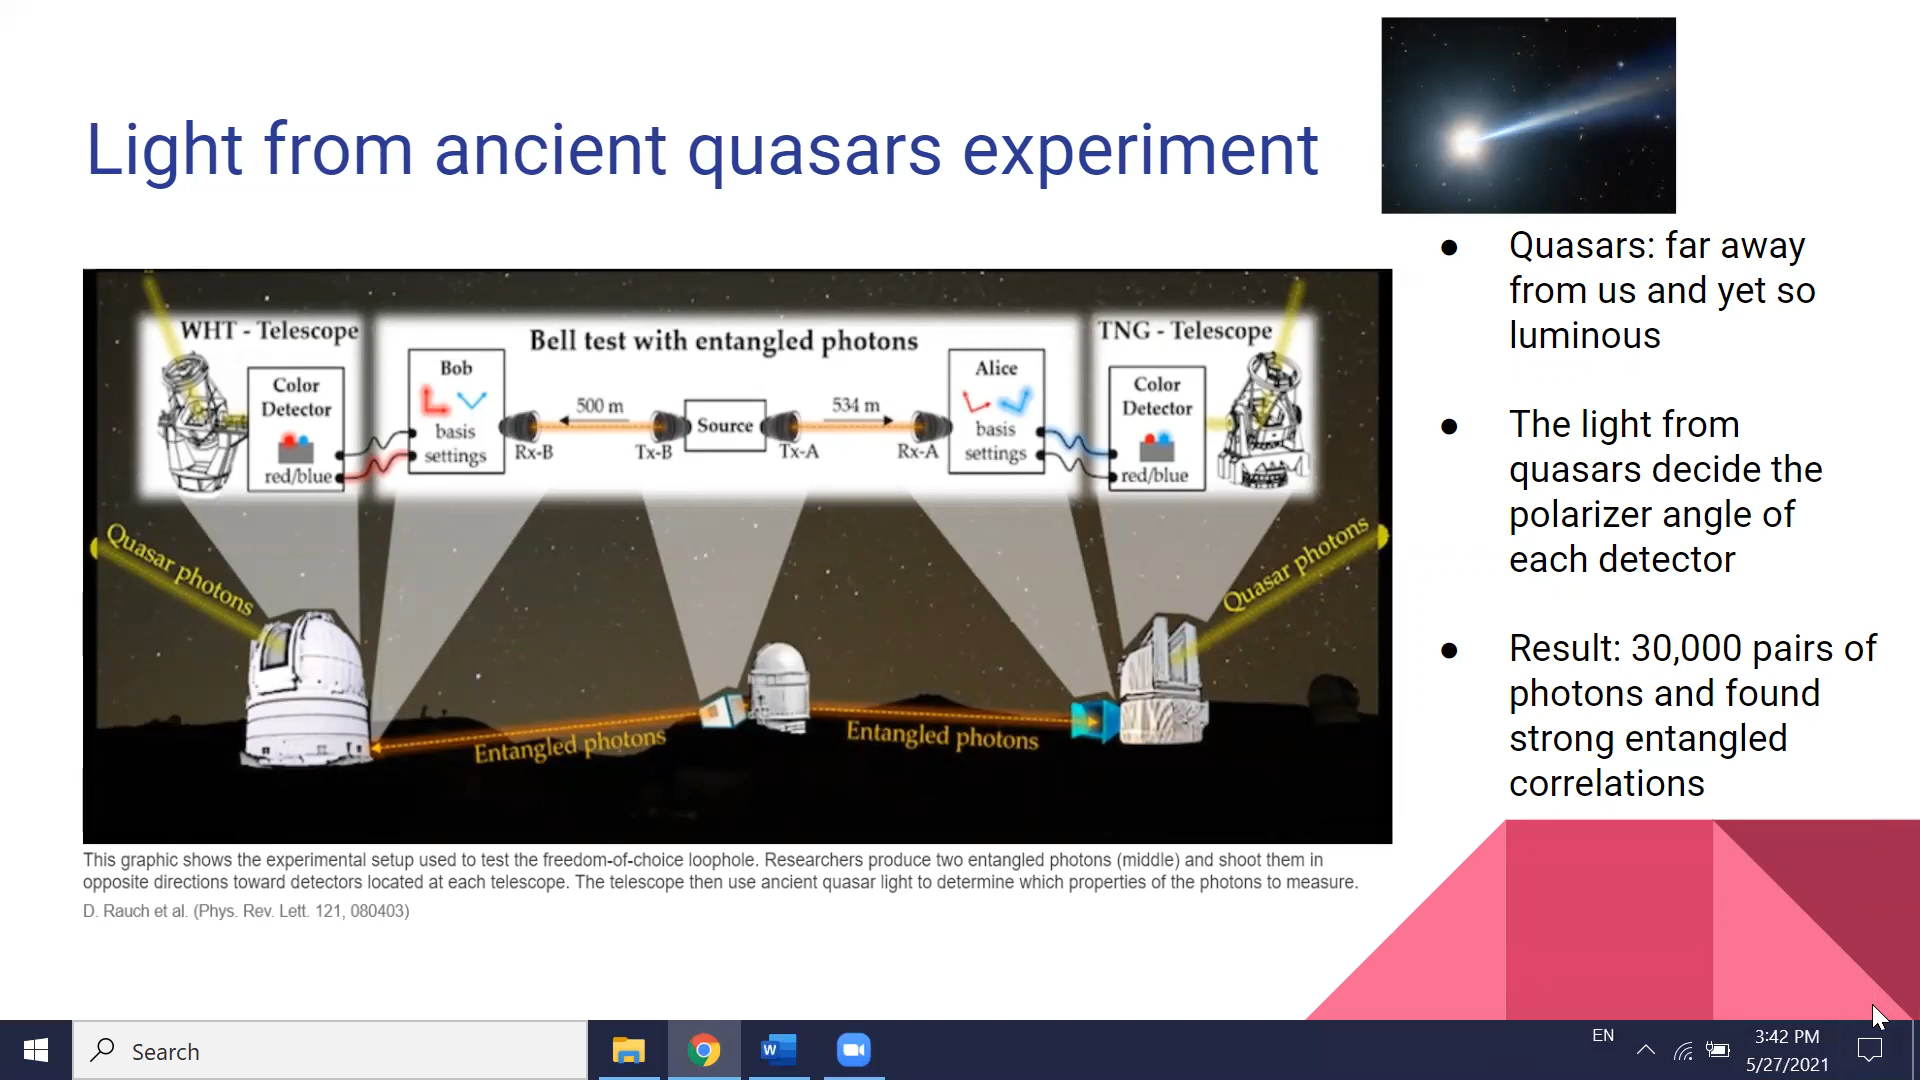 Light from ancient quasars experiment
WHT - Telescope
Color
Detector
red/blue
Bell test with entangled photons
Bob
basis
settings
Rx-B
500 m
Tx-B
Source
Tx-A
534 m
Rx-A
Alice
basis
settings
TNG - Telescope
Color
Detector
red/blue
Quasar photons
Quasar photons
Entangled photons
Entangled photons
This graphic shows the experimental setup used to test the freedom-of-choice loophole. Researchers produce two entangled photons (middle) and shoot them in
opposite directions toward detectors located at each telescope. The telescope then use ancient quasar light to determine which properties of the photons to measure.
D. Rauch et al. (Phys. Rev. Lett. 121, 080403)
● Quasars: far away
from us and yet so
luminous
● The light from
quasars decide the
polarizer angle of
each detector
● Result: 30,000 pairs of
photons and found
strong entangled
correlations
Search
W
EN
3:42 PM
5/27/2021